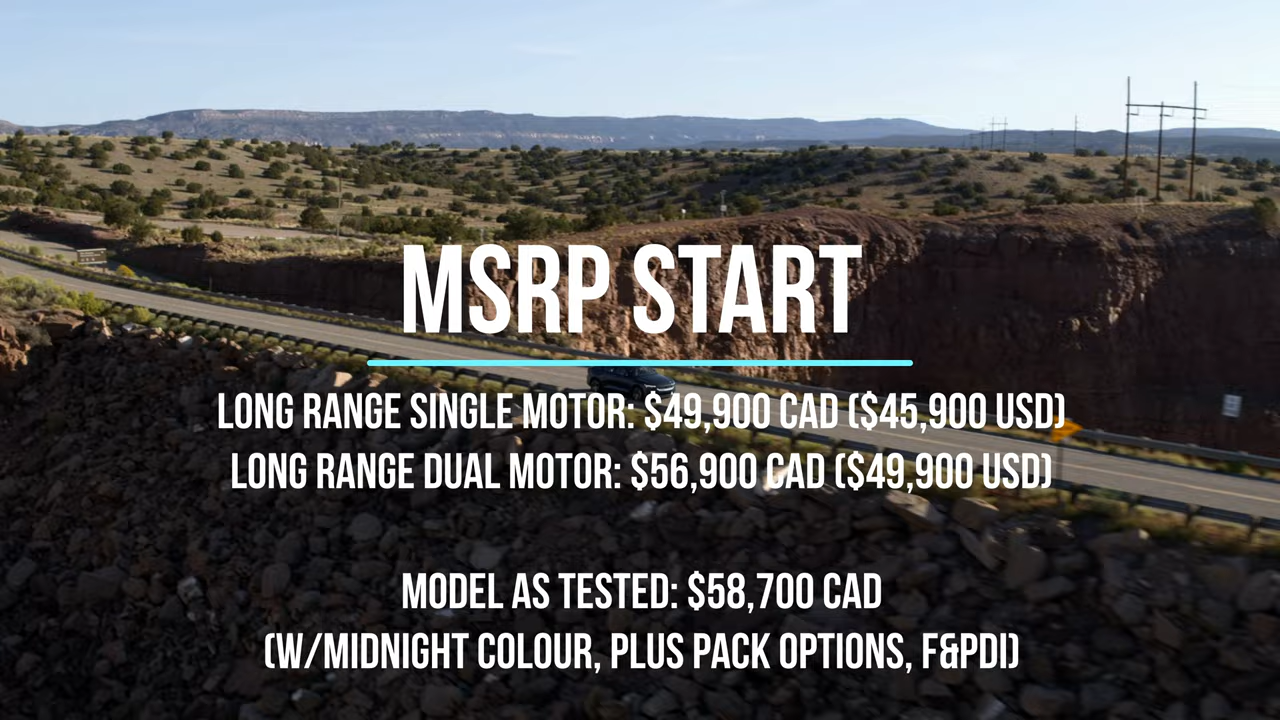 MSRP START
LONG RANGE SINGLE MOTOR: $49,900 CAD ($45,900 USD)
LONG RANGE DUAL MOTOR: $56,900 CAD ($49,900 USD)
MODEL AS TESTED: $58,700 CAD
(W/MIDNIGHT COLOUR, PLUS PACK OPTIONS, F&PDI)